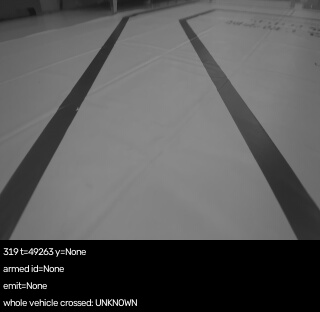 319 t=49263 y=None
armed id=None
emit=None
whole vehicle crossed: UNKNOWN